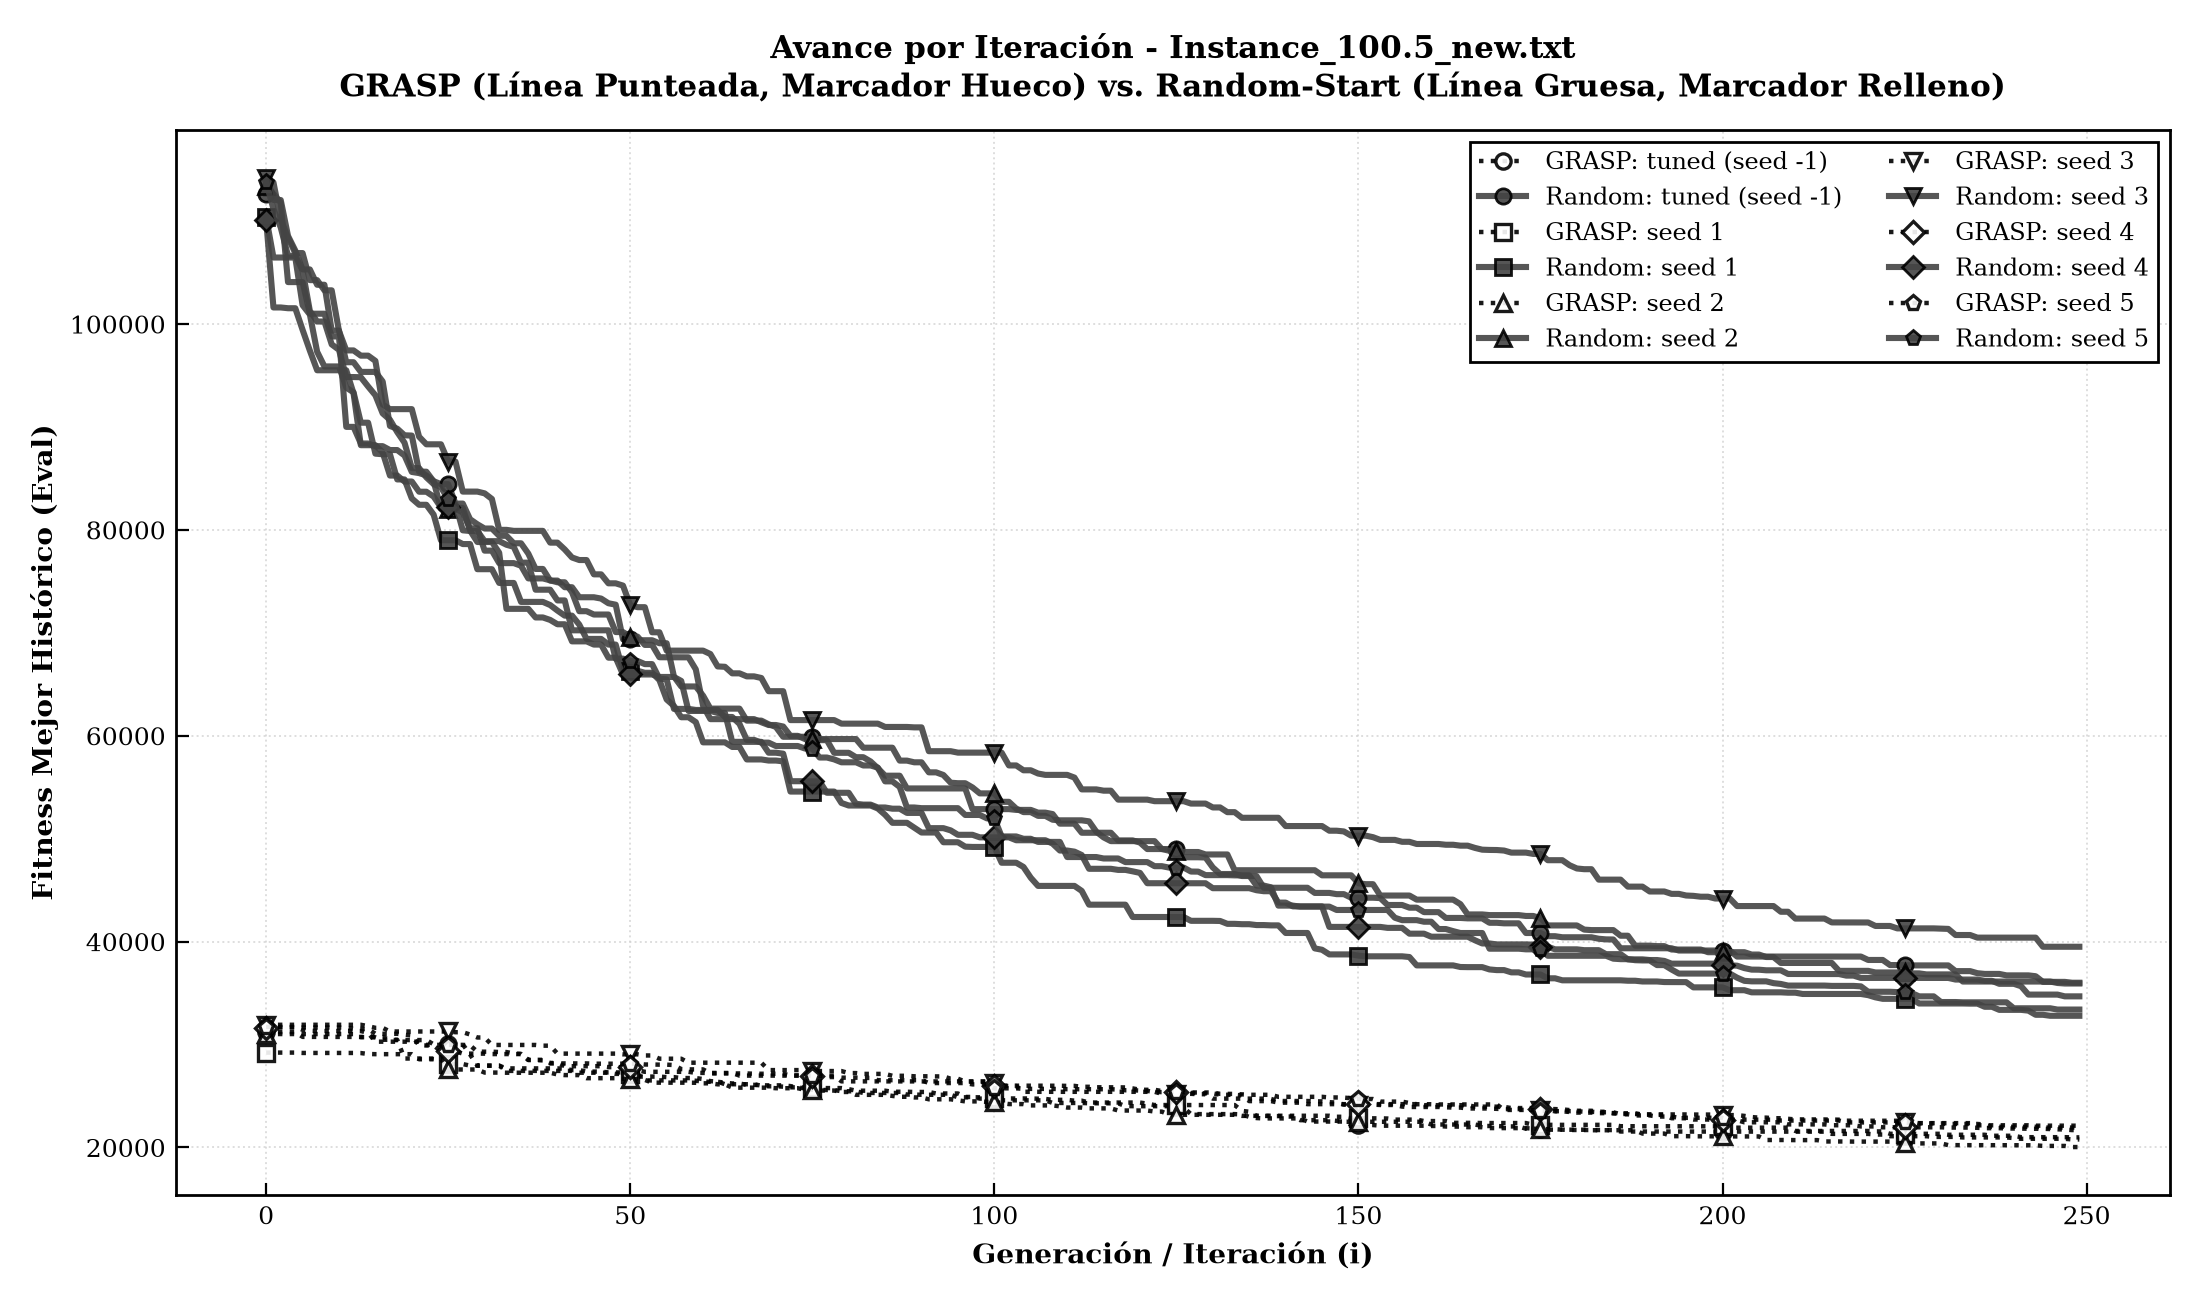 Avance por Iteración - Instance_100.5_new.txt
GRASP (Línea Punteada, Marcador Hueco) vs. Random-Start (Línea Gruesa, Marcador Relleno)
GRASP: tuned (seed -1)
Random: tuned (seed -1)
GRASP: seed 1
Random: seed 1
GRASP: seed 2
Random: seed 2
GRASP: seed 3
Random: seed 3
GRASP: seed 4
Random: seed 4
GRASP: seed 5
Random: seed 5
Fitness Mejor Histórico (Eval)
100000
80000
60000
40000
20000
0 50 100 150 200 250
Generación / Iteración (i)